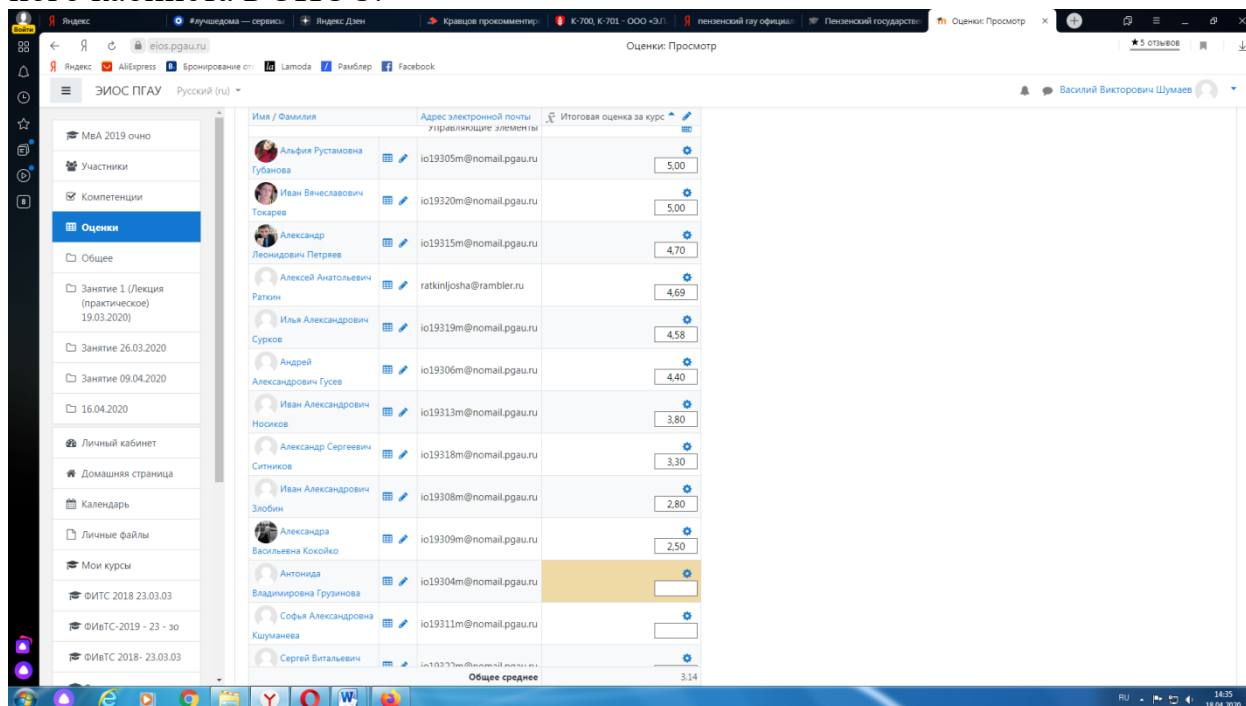 Войти
Яндекс
#лучшедома — сервисы
Яндекс.Дзен
Кравцов прокомментир
К-700, К-701 - ООО «Э.П.
пензенский гау официал
Пензенский государстве
Оценки: Просмотр
eios.pgau.ru
Оценки: Просмотр
★5 отзывов
Яндекс
AliExpress
Бронирование от
Lamoda
Рамблер
Facebook
ЭИОС ПГАУ
Русский (ru)
Василий Викторович Шумаев
МвА 2019 очно
Участники
Компетенции
Оценки
Общее
Занятие 1 (Лекция
(практическое)
19.03.2020)
Занятие 26.03.2020
Занятие 09.04.2020
16.04.2020
Личный кабинет
Домашняя страница
Календарь
Личные файлы
Мои курсы
ФИТС 2018 23.03.03
ФИвТС-2019 - 23 - зо
ФИвТС 2018- 23.03.03
Имя / Фамилия Адрес электронной почты Итоговая оценка за курс
Управляющие элементы
Альфия Рустамовна
Губанова io19305m@nomail.pgau.ru 5,00
Иван Вячеславович
Токарев io19320m@nomail.pgau.ru 5,00
Александр
Леонидович Петряев io19315m@nomail.pgau.ru 4,70
Алексей Анатольевич
Раткин ratkinljosha@rambler.ru 4,69
Илья Александрович
Сурков io19319m@nomail.pgau.ru 4,58
Андрей
Александрович Гусев io19306m@nomail.pgau.ru 4,40
Иван Александрович
Носиков io19313m@nomail.pgau.ru 3,80
Александр Сергеевич
Ситников io19318m@nomail.pgau.ru 3,30
Иван Александрович
Злобин io19308m@nomail.pgau.ru 2,80
Александра
Васильевна Кокойко io19309m@nomail.pgau.ru 2,50
Антонида
Владимировна Грузинова io19304m@nomail.pgau.ru
Софья Александровна
Кшуманева io19311m@nomail.pgau.ru
Сергей Витальевич
io19322m@nomail.pgau.ru
Общее среднее 3.14
RU
14:35
18.04.2020